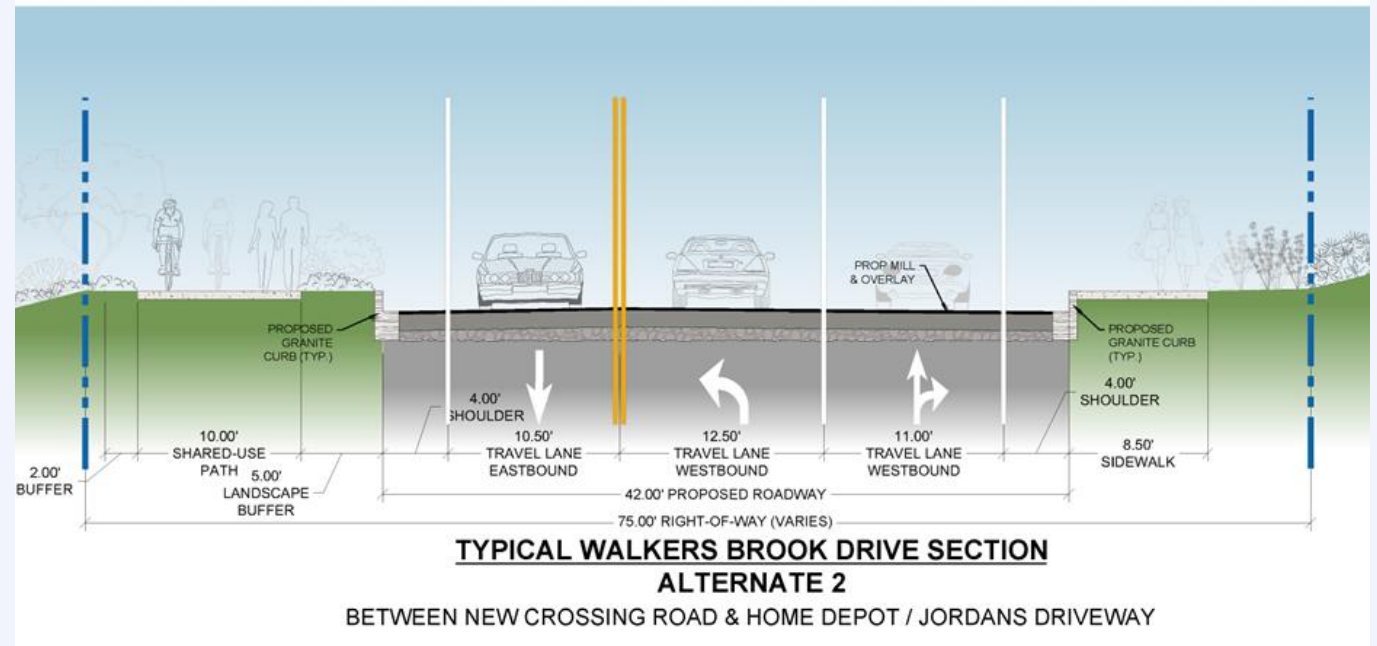 PROP MILL
& OVERLAY
PROPOSED
GRANITE
CURB (TYP.)
PROPOSED
GRANITE CURB
(TYP.)
4.00'
SHOULDER
4.00'
SHOULDER
10.00'
SHARED-USE
PATH
10.50'
TRAVEL LANE
EASTBOUND
12.50'
TRAVEL LANE
WESTBOUND
11.00'
TRAVEL LANE
WESTBOUND
8.50'
SIDEWALK
2.00'
BUFFER
5.00'
LANDSCAPE
BUFFER
42.00' PROPOSED ROADWAY
75.00' RIGHT-OF-WAY (VARIES)
TYPICAL WALKERS BROOK DRIVE SECTION
ALTERNATE 2
BETWEEN NEW CROSSING ROAD & HOME DEPOT / JORDANS DRIVEWAY